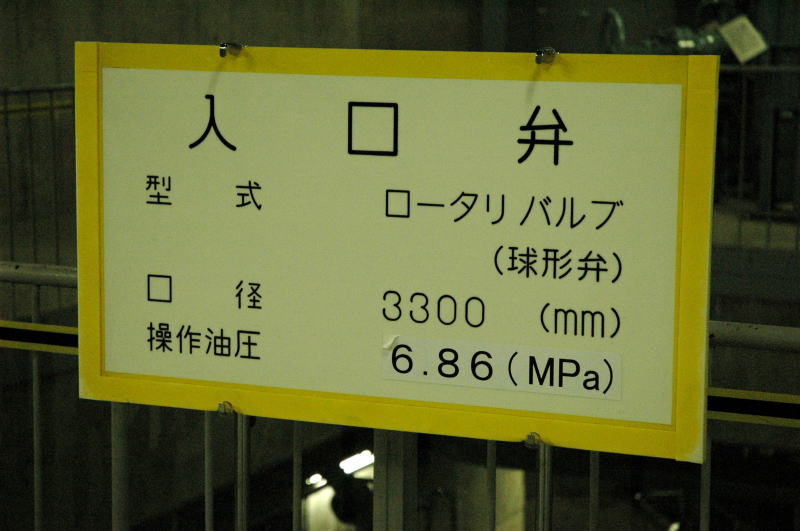 入口弁
型式 ロータリバルブ
(球形弁)
口径 3300 (mm)
操作油圧 6.86(MPa)